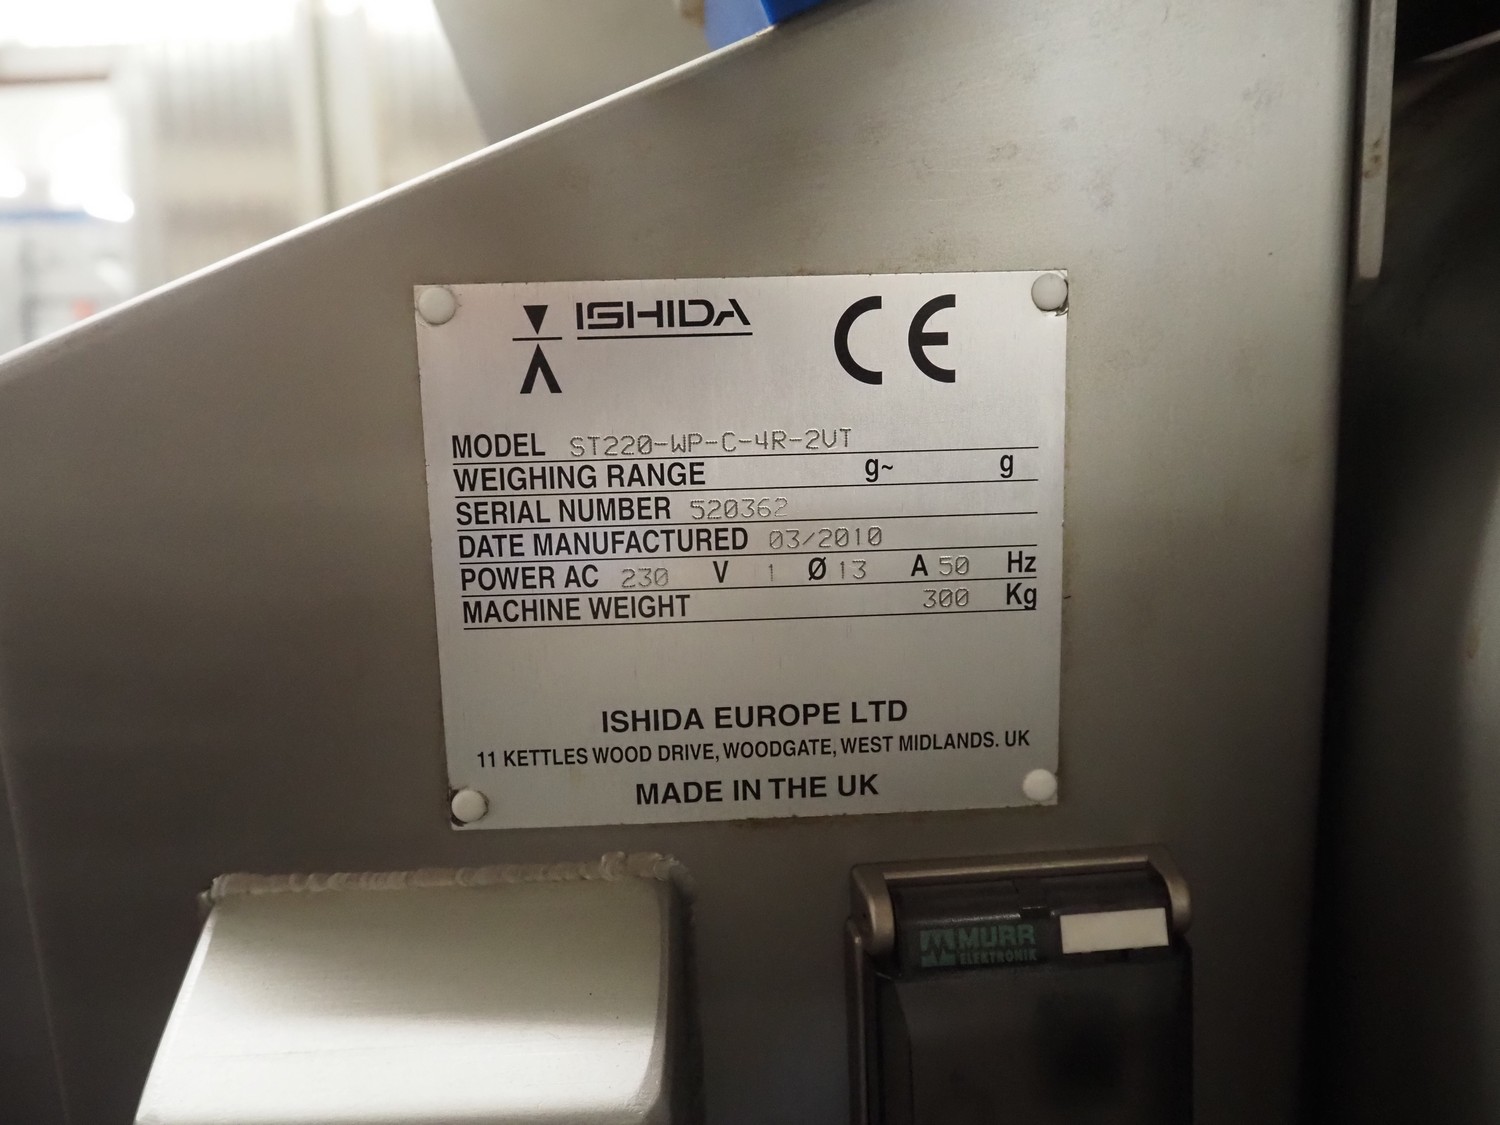 ISHIDA CE
MODEL ST220-WP-C-4R-2VT
WEIGHING RANGE g~ g
SERIAL NUMBER 520362
DATE MANUFACTURED 03/2010
POWER AC 230 V 1 Ø 13 A 50 Hz
MACHINE WEIGHT 300 Kg
ISHIDA EUROPE LTD
11 KETTLES WOOD DRIVE, WOODGATE, WEST MIDLANDS. UK
MADE IN THE UK
MURR
ELEKTRONIK